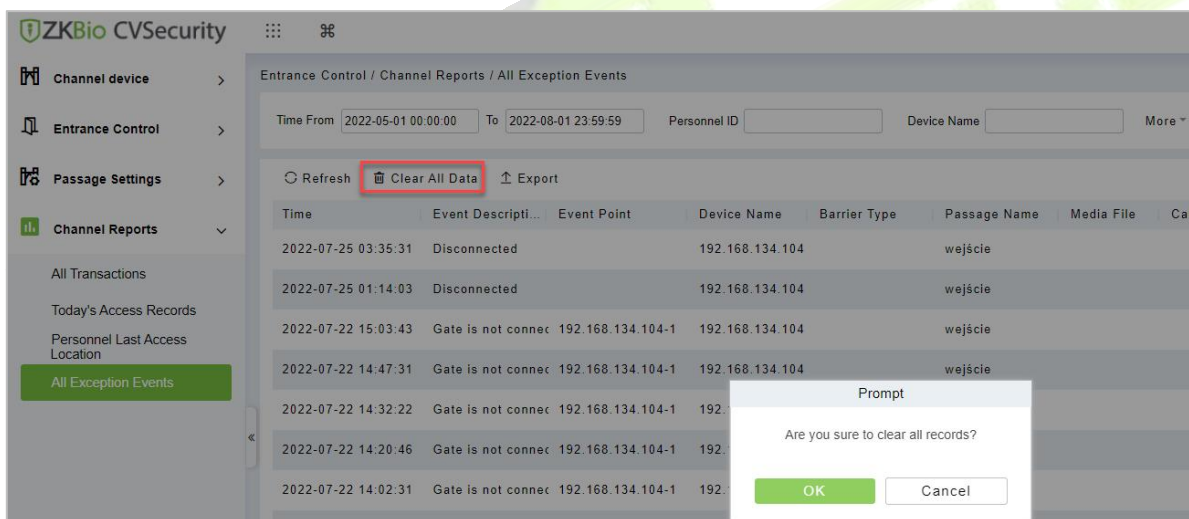 ZKBio CVSecurity
Channel device
Entrance Control
Passage Settings
Channel Reports
All Transactions
Today's Access Records
Personnel Last Access
Location
All Exception Events
Entrance Control / Channel Reports / All Exception Events
Time From 2022-05-01 00:00:00 To 2022-08-01 23:59:59 Personnel ID Device Name More
Refresh Clear All Data Export
Time Event Descripti... Event Point Device Name Barrier Type Passage Name Media File Ca
2022-07-25 03:35:31 Disconnected 192.168.134.104 wejście
2022-07-25 01:14:03 Disconnected 192.168.134.104 wejście
2022-07-22 15:03:43 Gate is not connec 192.168.134.104-1 192.168.134.104 wejście
2022-07-22 14:47:31 Gate is not connec 192.168.134.104-1 192.168.134.104 wejście
2022-07-22 14:32:22 Gate is not connec 192.168.134.104-1 192.
2022-07-22 14:20:46 Gate is not connec 192.168.134.104-1 192.
2022-07-22 14:02:31 Gate is not connec 192.168.134.104-1 192.
Prompt
Are you sure to clear all records?
OK Cancel